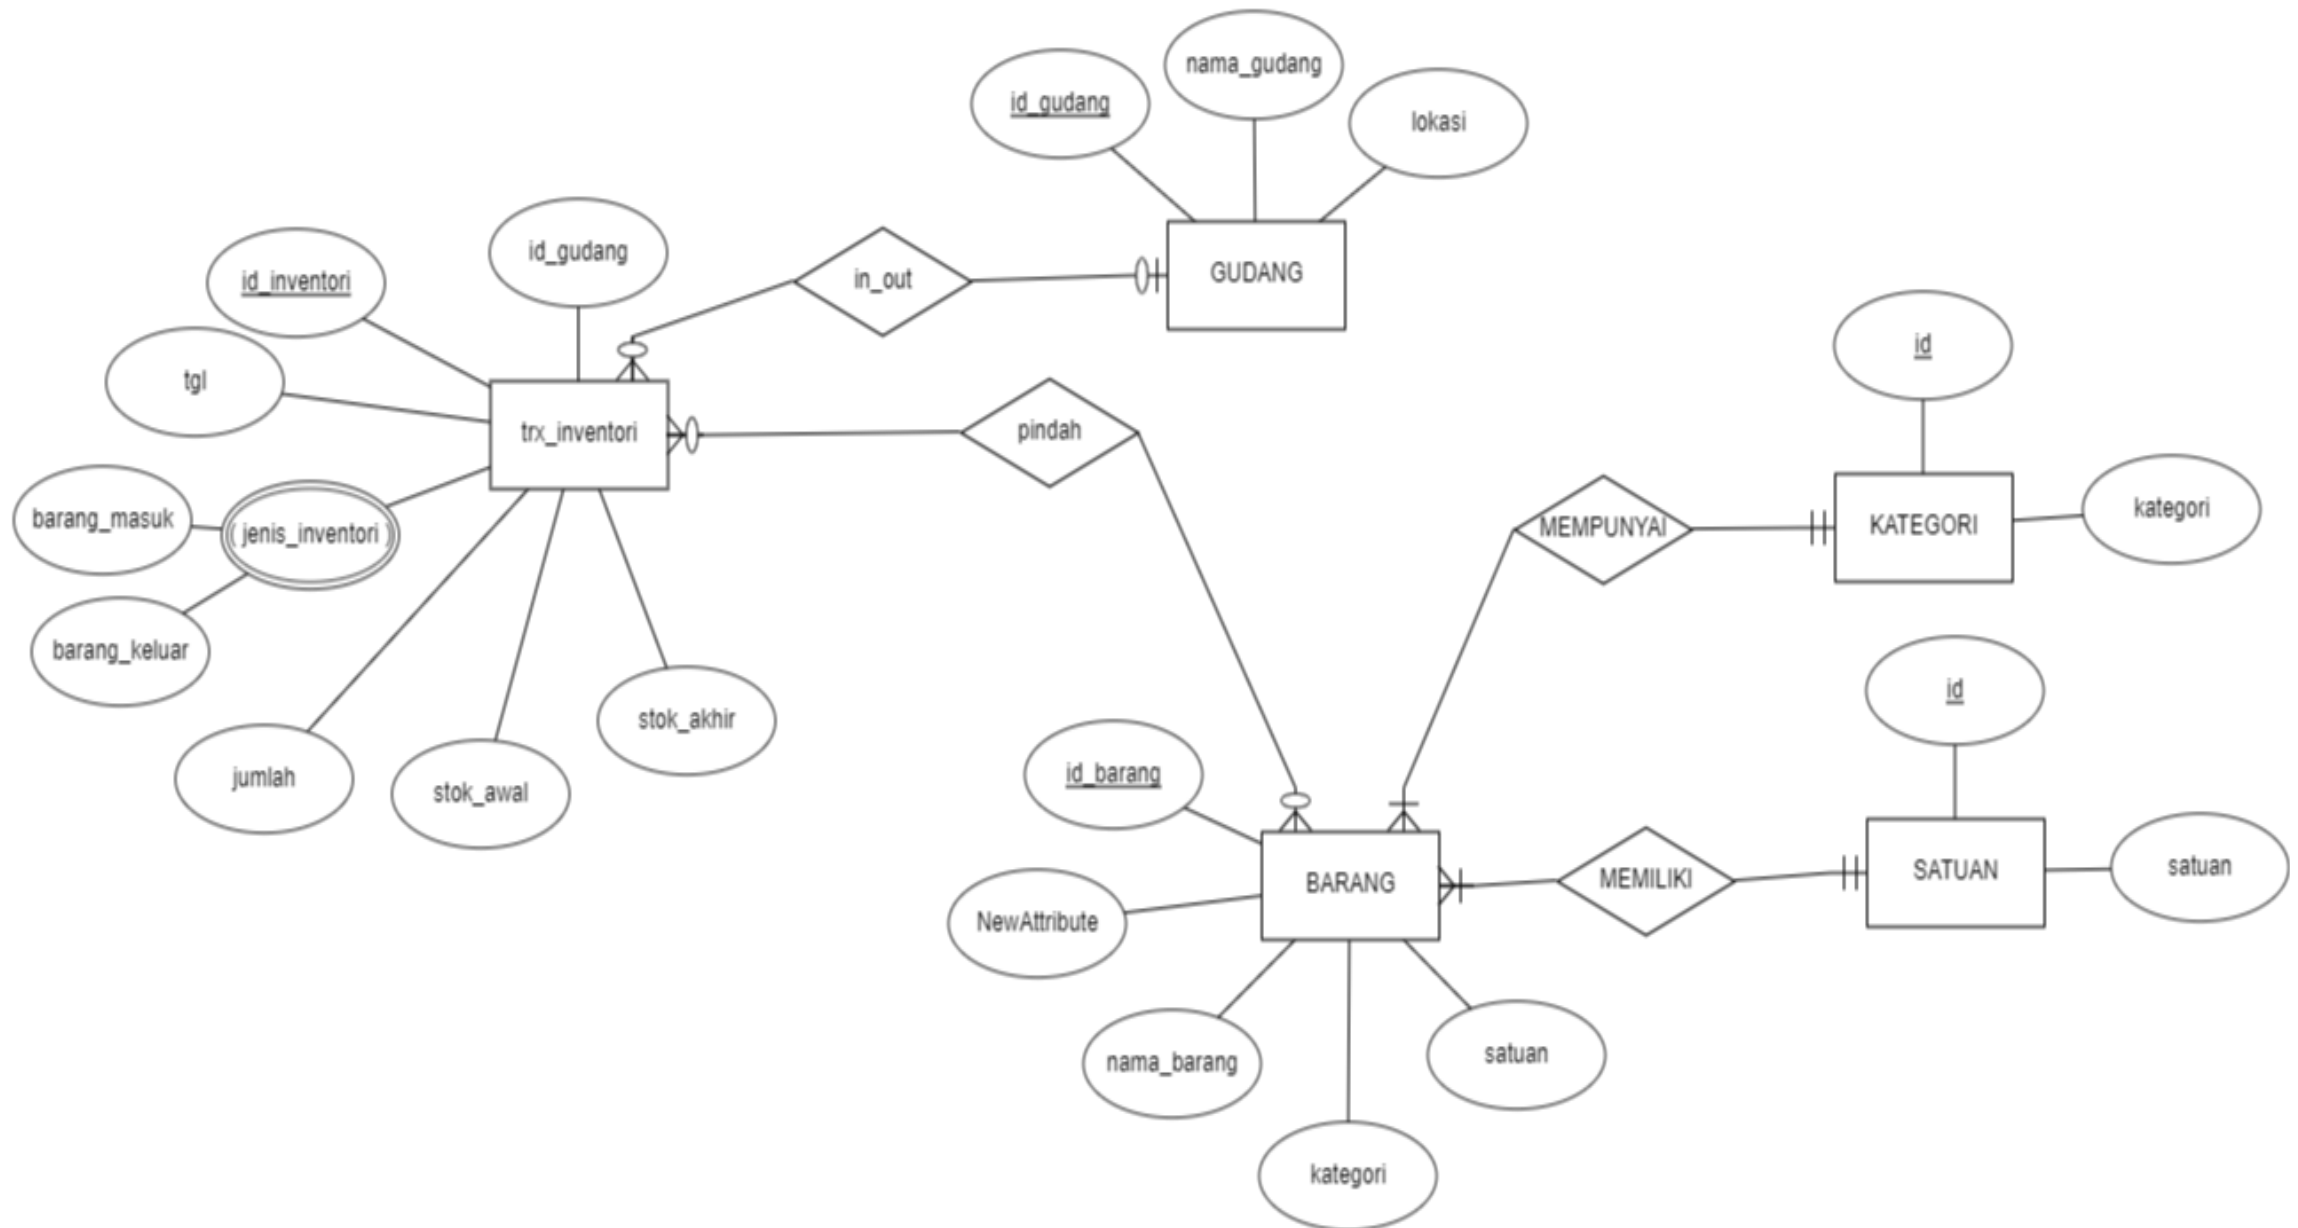 nama_gudang
id_gudang
lokasi
id_gudang
id_inventori
in_out
GUDANG
id
tgl
trx_inventori
pindah
barang_masuk
jenis_inventori
MEMPUNYAI
KATEGORI
kategori
barang_keluar
id
stok_akhir
jumlah
stok_awal
id_barang
BARANG
MEMILIKI
SATUAN
satuan
NewAttribute
nama_barang
satuan
kategori